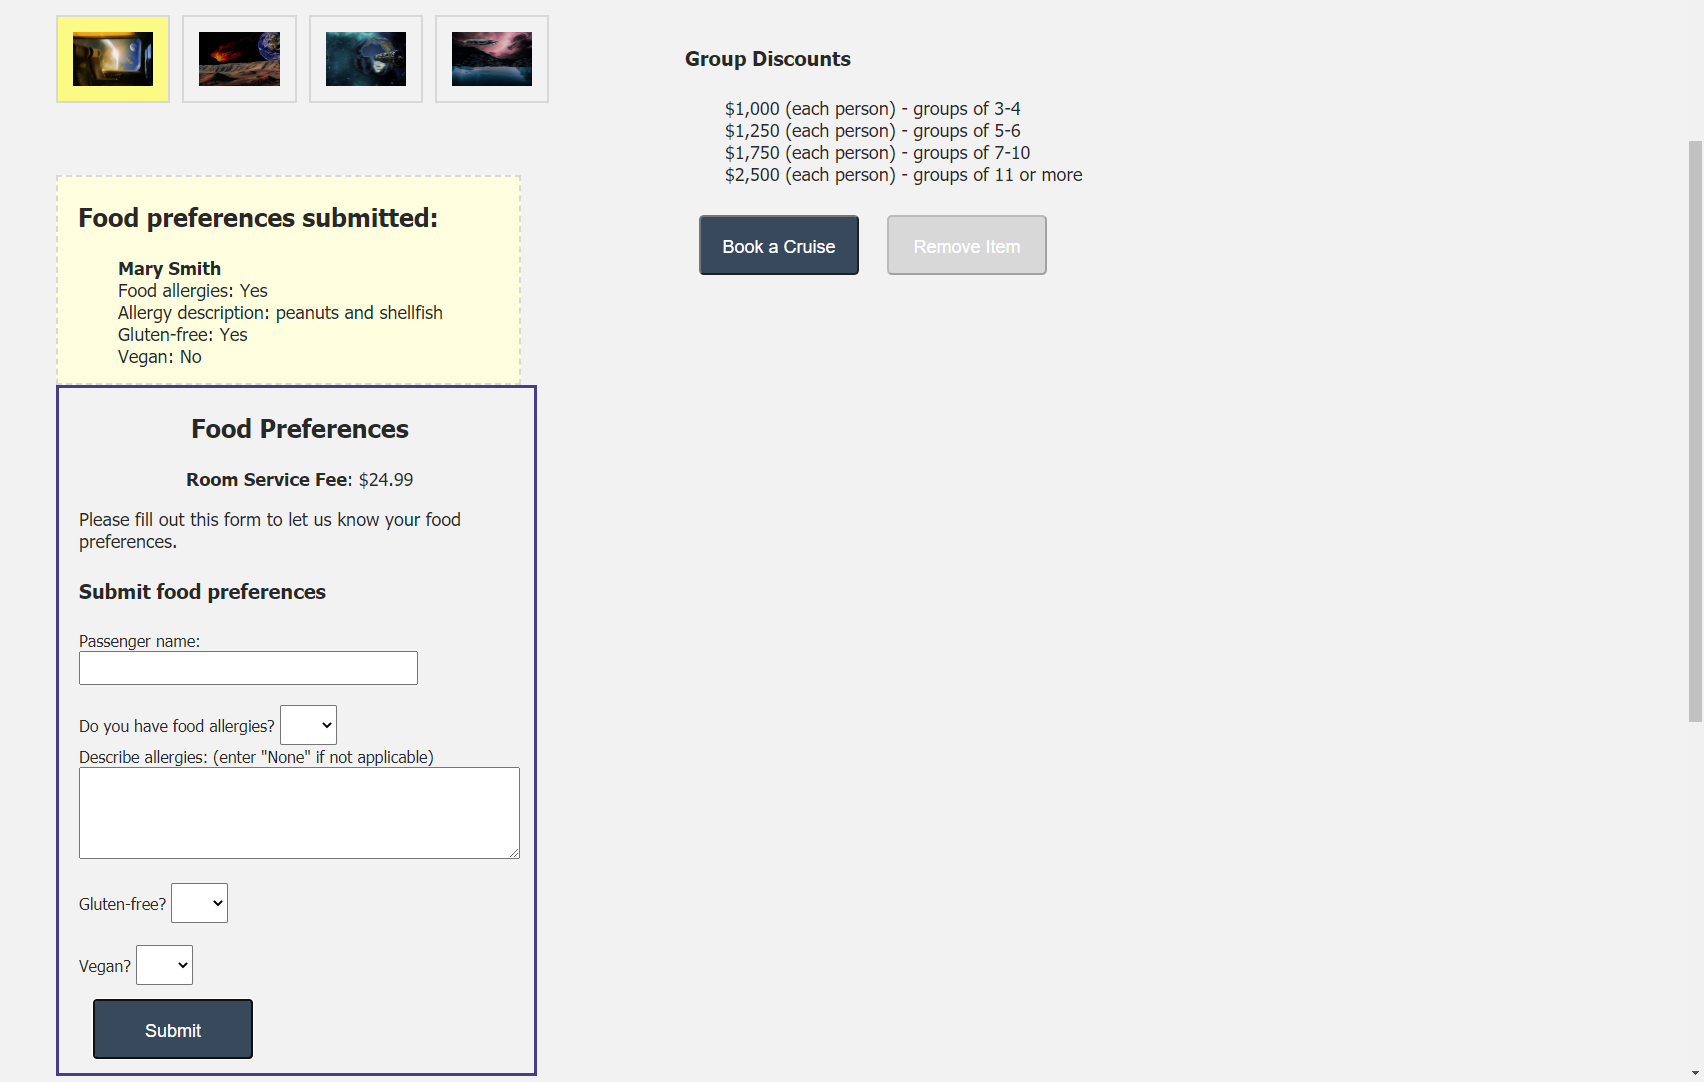 Group Discounts
$1,000 (each person) - groups of 3-4
$1,250 (each person) - groups of 5-6
$1,750 (each person) - groups of 7-10
$2,500 (each person) - groups of 11 or more
Book a Cruise
Remove Item
Food preferences submitted:
Mary Smith
Food allergies: Yes
Allergy description: peanuts and shellfish
Gluten-free: Yes
Vegan: No
Food Preferences
Room Service Fee: $24.99
Please fill out this form to let us know your food
preferences.
Submit food preferences
Passenger name:
Do you have food allergies?
Describe allergies: (enter "None" if not applicable)
Gluten-free?
Vegan?
Submit